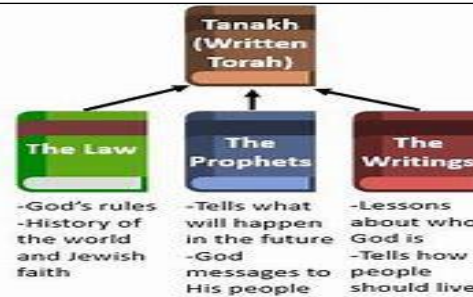 Tanakh
(Written
Torah)
The Law
The
Prophets
The
Writings
-God's rules
-History of
the world
and Jewish
faith
-Tells what
will happen
in the future
-God
messages to
His people
-Lessons
about who
God is
-Tells how
people
should live